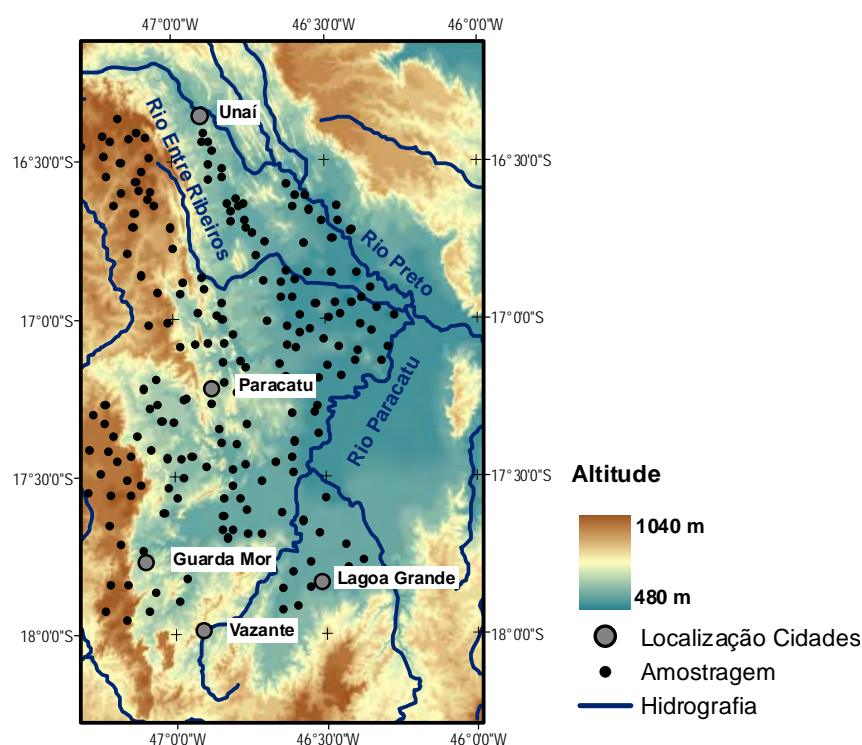 47°0'0"W 46°30'0"W 46°0'0"W
Unaí
Rio Entre Ribeiros
16°30'0"S 16°30'0"S
Rio Preto
17°0'0"S 17°0'0"S
Paracatu
Rio Paracatu
17°30'0"S 17°30'0"S
Guarda Mor
Lagoa Grande
Vazante
18°0'0"S 18°0'0"S
47°0'0"W 46°30'0"W 46°0'0"W
Altitude
1040 m
480 m
Localização Cidades
Amostragem
Hidrografia